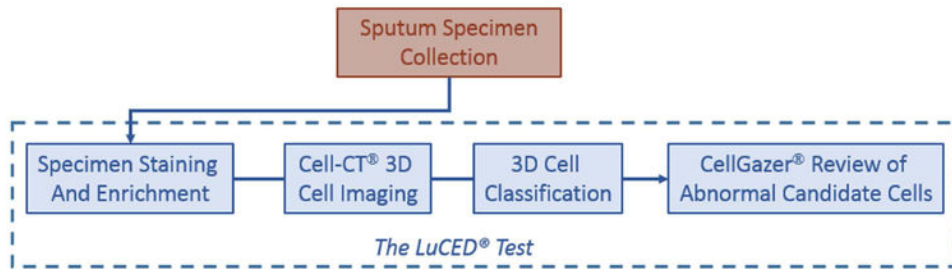 Sputum Specimen
Collection
Specimen Staining
And Enrichment
Cell-CT® 3D
Cell Imaging
3D Cell
Classification
CellGazer® Review of
Abnormal Candidate Cells
The LuCED® Test